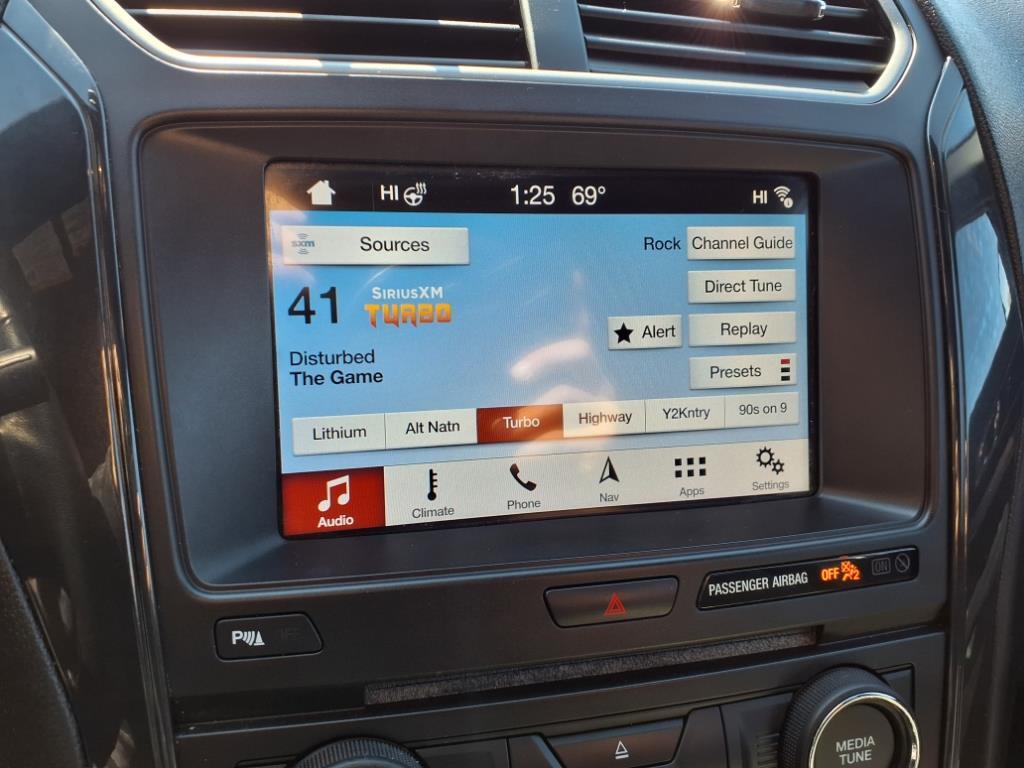 HI 1:25 69° HI
sxm Sources Rock Channel Guide
Direct Tune
41 SIRIUSXM TURBO
Alert Replay
Disturbed
The Game
Presets
Lithium Alt Natn Turbo Highway Y2Kntry 90s on 9
Audio Climate Phone Nav Apps Settings
PASSENGER AIRBAG OFF 2 ON
P OFF
MEDIA
TUNE